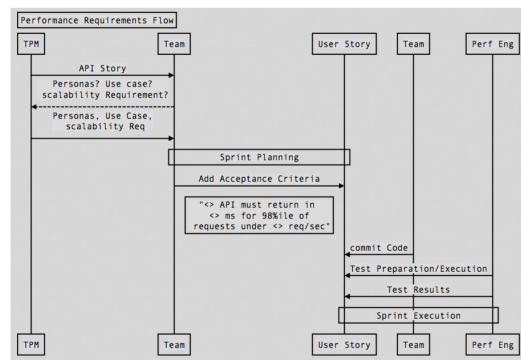 Performance Requirements Flow
TPM
Team
User Story
Team
Perf Eng
API Story
Personas? Use case?
scalability Requirement?
Personas, Use Case,
scalability Req
Sprint Planning
Add Acceptance Criteria
"<> API must return in
<> ms for 98%ile of
requests under <> req/sec"
commit Code
Test Preparation/Execution
Test Results
Sprint Execution
TPM
Team
User Story
Team
Perf Eng